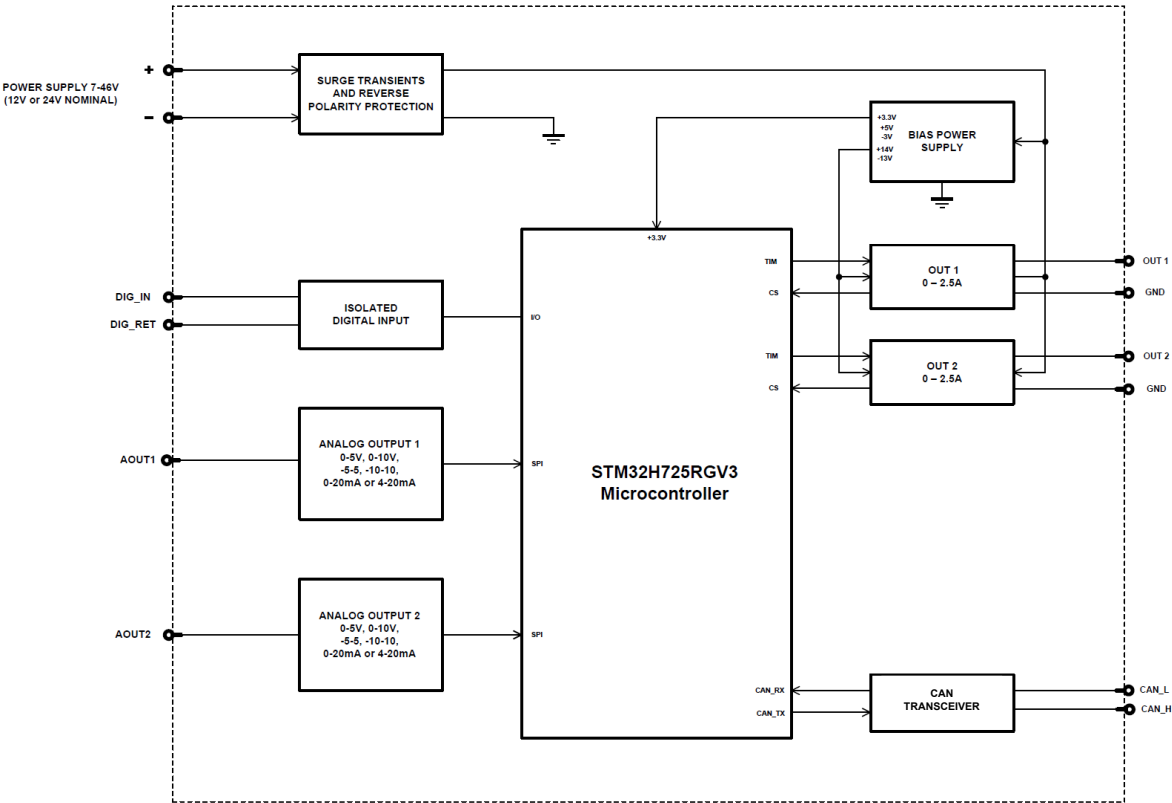 POWER SUPPLY 7-46V
(12V or 24V NOMINAL)
+
−
SURGE TRANSIENTS
AND REVERSE
POLARITY PROTECTION
+3.3V
+5V
-3V
+14V
-13V
BIAS POWER
SUPPLY
+3.3V
DIG_IN
DIG_RET
ISOLATED
DIGITAL INPUT
I/O
TIM
CS
OUT 1
0 – 2.5A
OUT 1
GND
TIM
CS
OUT 2
0 – 2.5A
OUT 2
GND
AOUT1
ANALOG OUTPUT 1
0-5V, 0-10V,
-5-5, -10-10,
0-20mA or 4-20mA
SPI
STM32H725RGV3
Microcontroller
AOUT2
ANALOG OUTPUT 2
0-5V, 0-10V,
-5-5, -10-10,
0-20mA or 4-20mA
SPI
CAN_RX
CAN_TX
CAN
TRANSCEIVER
CAN_L
CAN_H